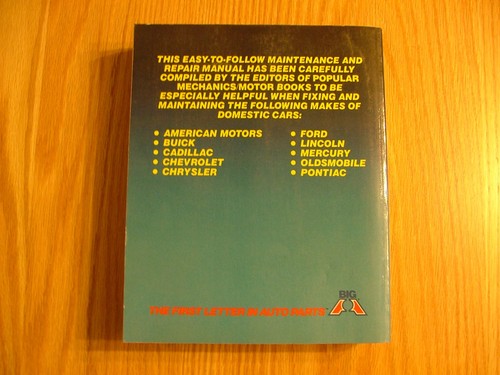 THIS EASY-TO-FOLLOW MAINTENANCE AND
REPAIR MANUAL HAS BEEN CAREFULLY
COMPILED BY THE EDITORS OF POPULAR
MECHANICS/MOTOR BOOKS TO BE
ESPECIALLY HELPFUL WHEN FIXING AND
MAINTAINING THE FOLLOWING MAKES OF
DOMESTIC CARS:
• AMERICAN MOTORS
• BUICK
• CADILLAC
• CHEVROLET
• CHRYSLER
• FORD
• LINCOLN
• MERCURY
• OLDSMOBILE
• PONTIAC
THE FIRST LETTER IN AUTO PARTS
BIG
A